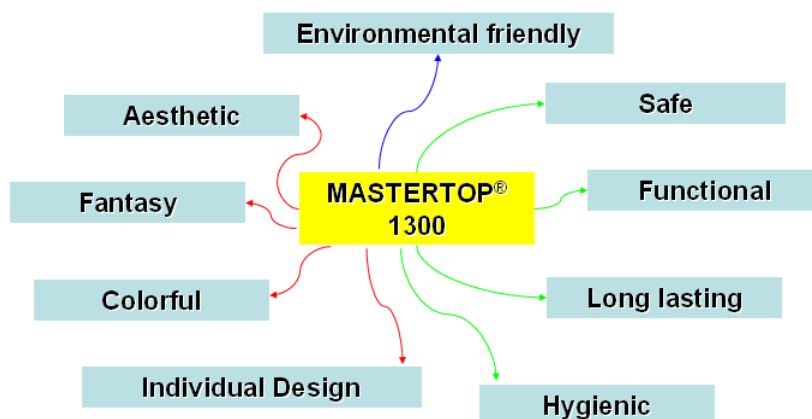 Environmental friendly
Aesthetic
Safe
MASTERTOP®
1300
Fantasy
Functional
Colorful
Long lasting
Individual Design
Hygienic